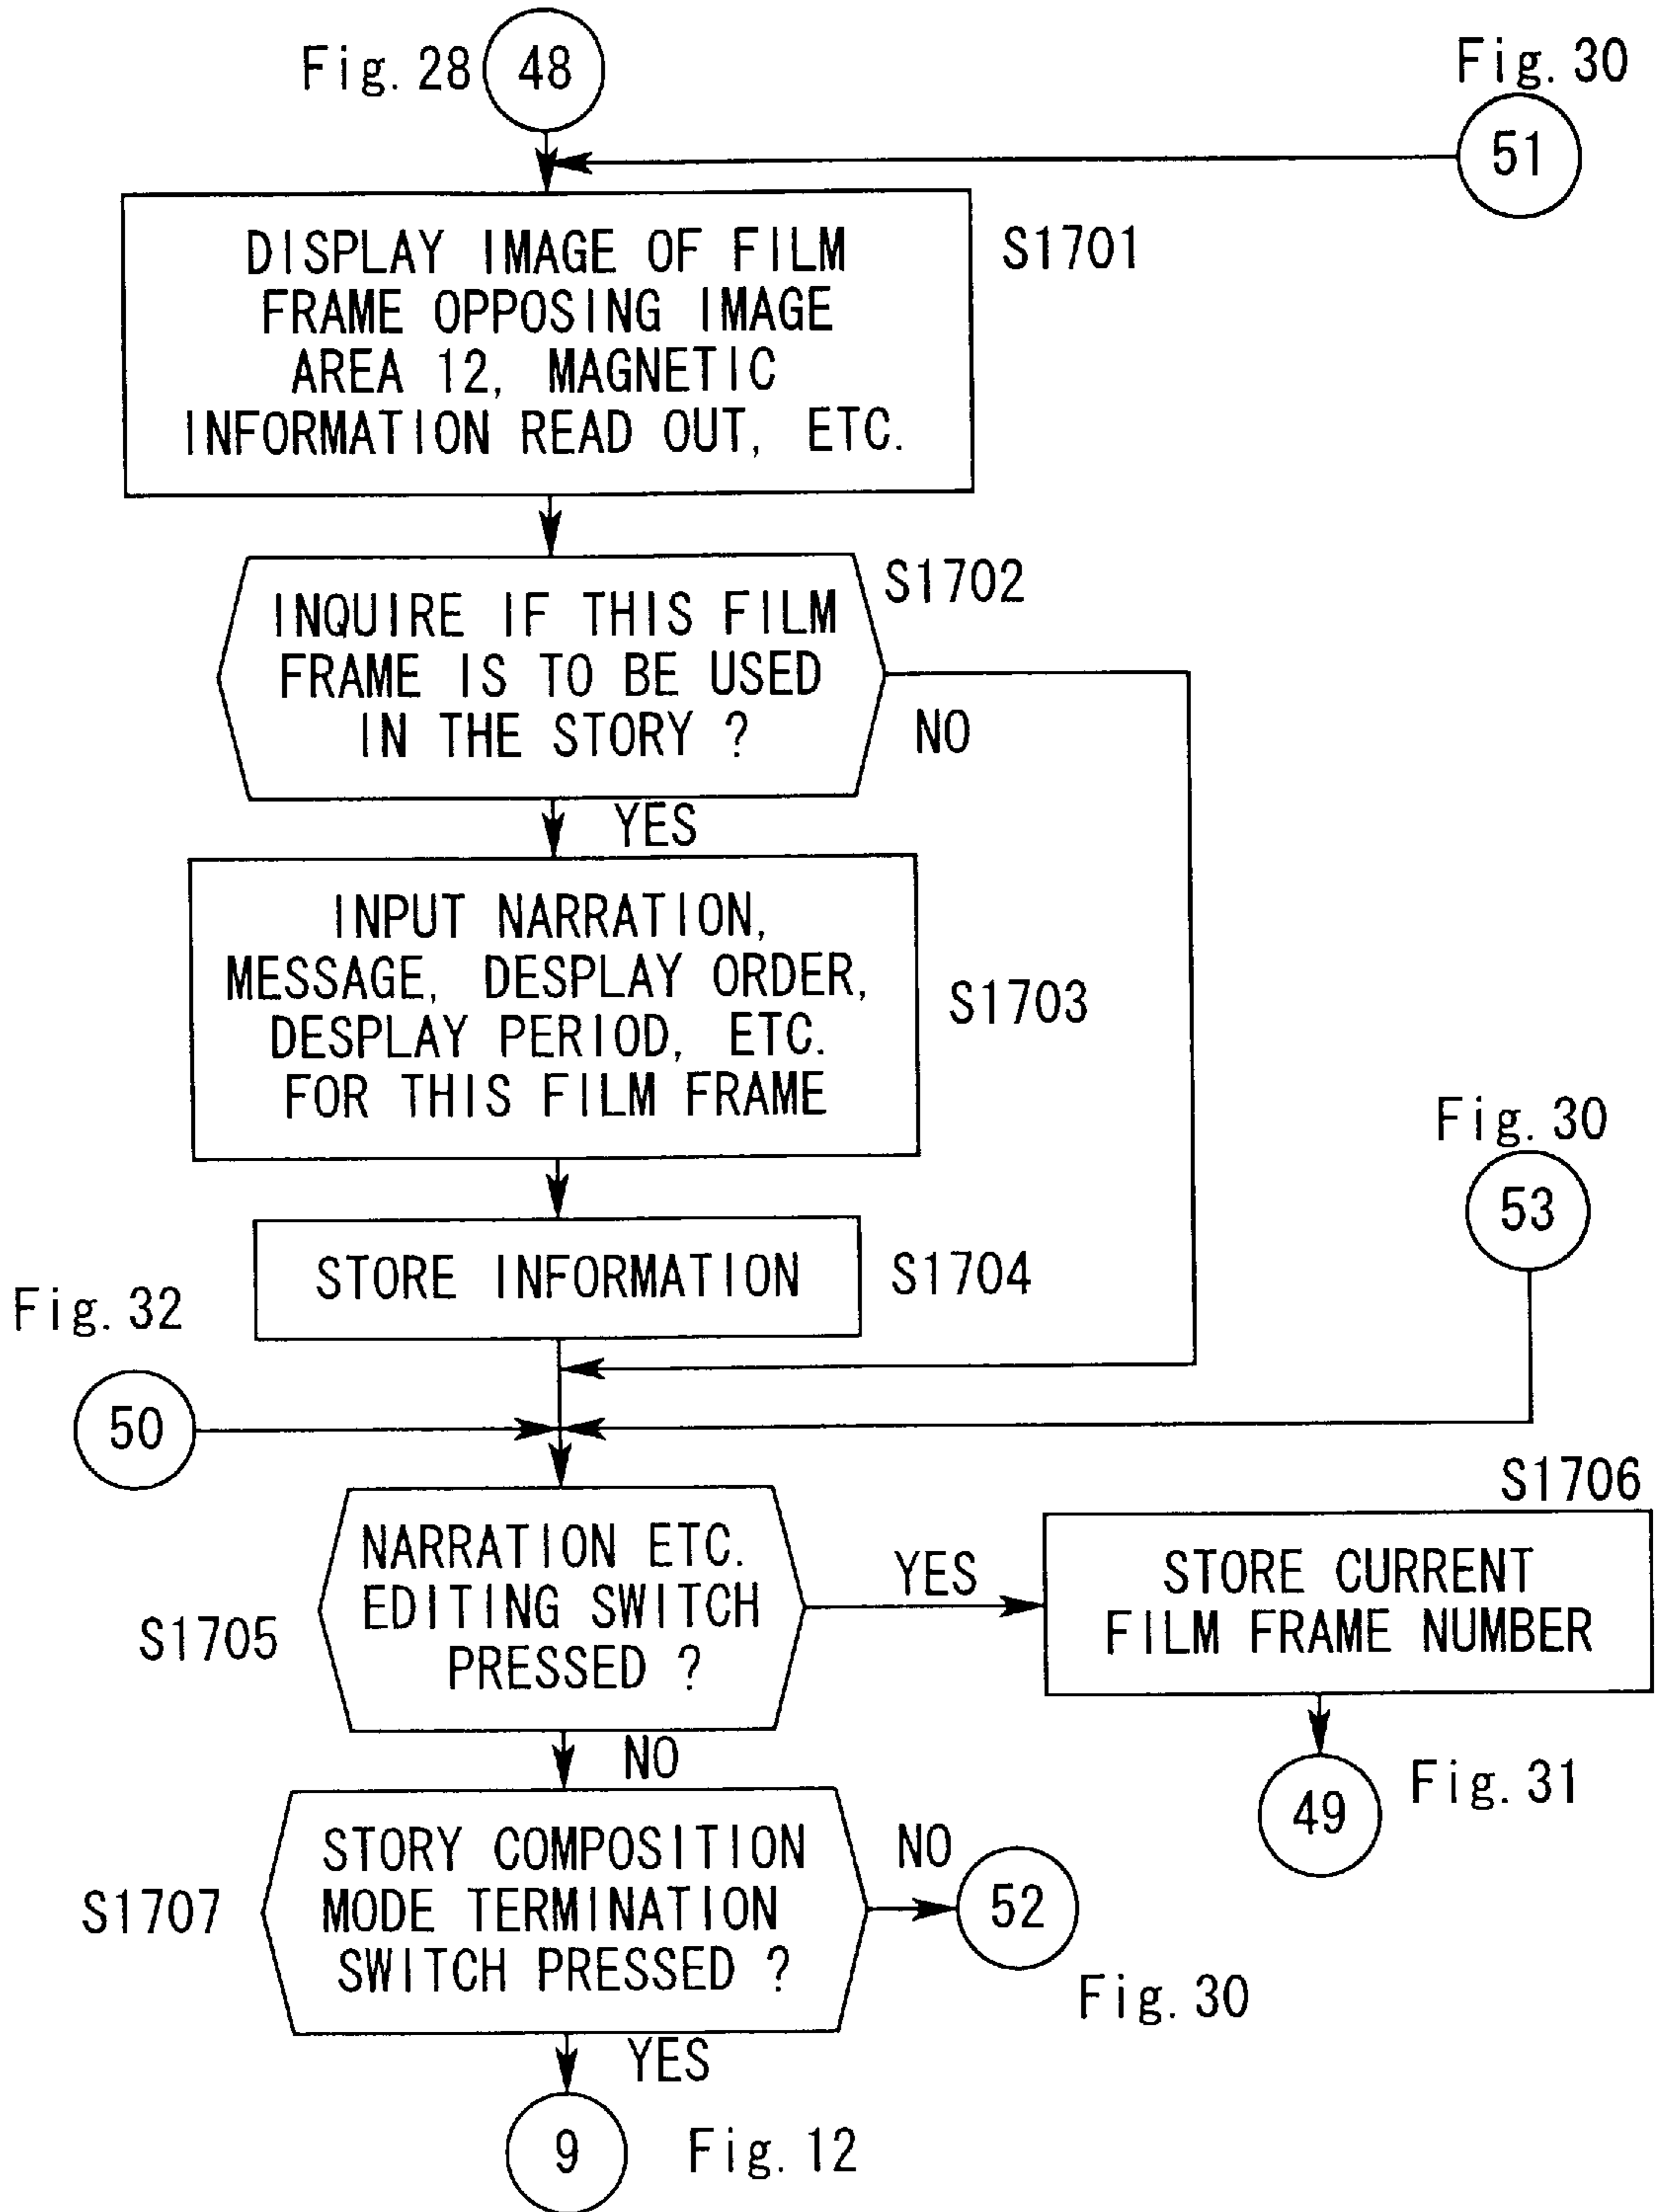 Fig. 28
48
Fig. 30
51
DISPLAY IMAGE OF FILM
FRAME OPPOSING IMAGE
AREA 12, MAGNETIC
INFORMATION READ OUT, ETC.
S1701
INQUIRE IF THIS FILM
FRAME IS TO BE USED
IN THE STORY ?
S1702
NO
YES
INPUT NARRATION,
MESSAGE, DESPLAY ORDER,
DESPLAY PERIOD, ETC.
FOR THIS FILM FRAME
S1703
Fig. 30
53
STORE INFORMATION
S1704
Fig. 32
50
NARRATION ETC.
EDITING SWITCH
PRESSED ?
S1705
YES
S1706
STORE CURRENT
FILM FRAME NUMBER
49
Fig. 31
NO
STORY COMPOSITION
MODE TERMINATION
SWITCH PRESSED ?
S1707
NO
52
Fig. 30
YES
9
Fig. 12